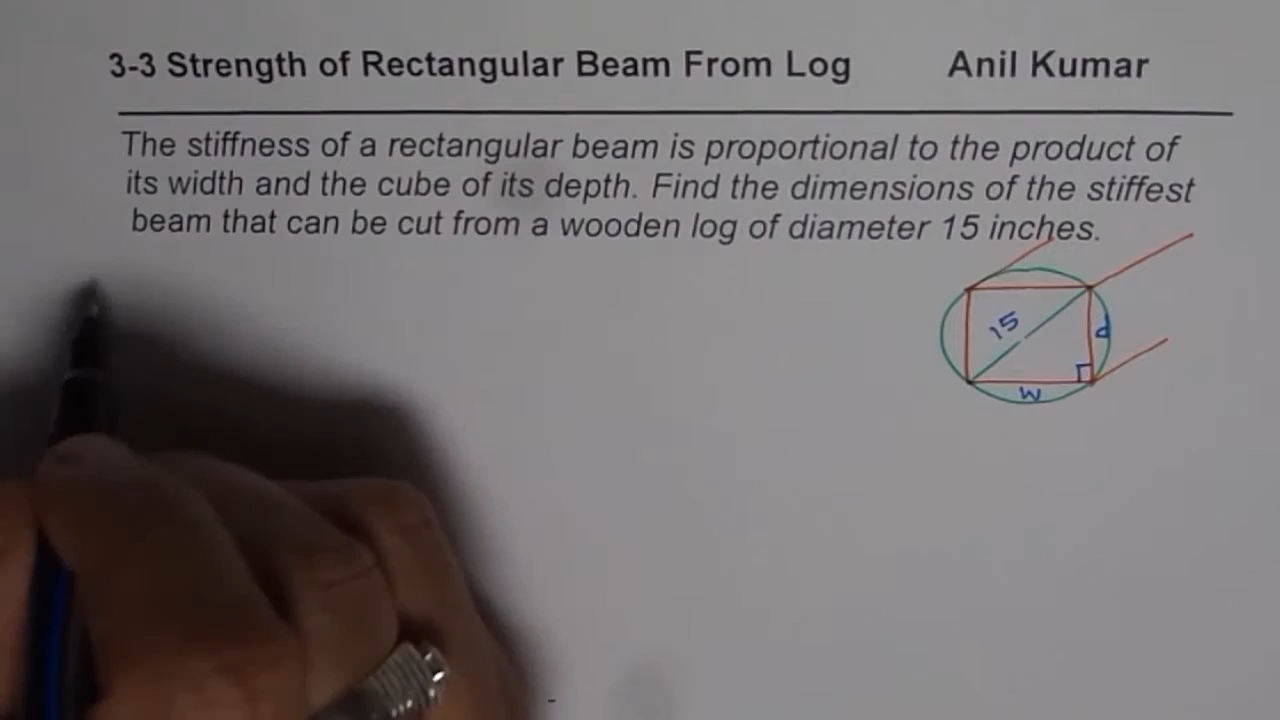 3-3 Strength of Rectangular Beam From Log Anil Kumar
The stiffness of a rectangular beam is proportional to the product of
its width and the cube of its depth. Find the dimensions of the stiffest
beam that can be cut from a wooden log of diameter 15 inches.
15
d
w